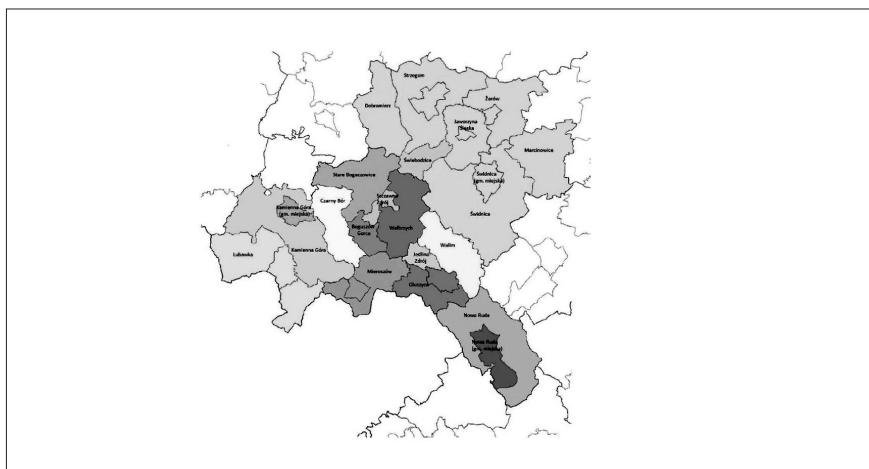 Strzegom
Dobromierz
Żarów
Jaworzyna
Śląska
Marcinowice
Świebodzice
Stare Bogaczowice
Świdnica
(gm. miejska)
Szczawno
Zdrój
Czarny Bór
Kamienna Góra
(gm. miejska)
Świdnica
Boguszów
Gorce
Wałbrzych
Walim
Lubawka
Kamienna Góra
Jedlina
Zdrój
Mieroszów
Głuszyca
Nowa Ruda
Nowa Ruda
(gm. miejska)